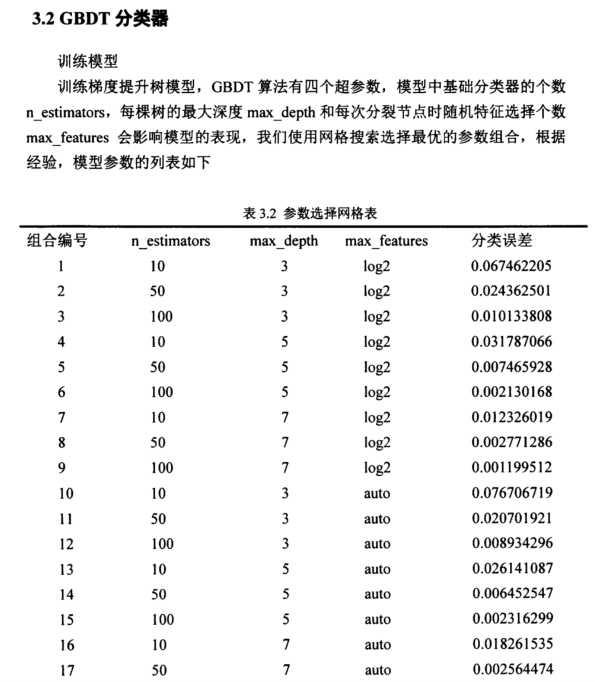 3.2 GBDT 分类器
训练模型
训练梯度提升树模型，GBDT 算法有四个超参数，模型中基础分类器的个数
n_estimators，每棵树的最大深度 max_depth 和每次分裂节点时随机特征选择个数
max_features 会影响模型的表现，我们使用网格搜索选择最优的参数组合，根据
经验，模型参数的列表如下
表 3.2 参数选择网格表
组合编号 n_estimators max_depth max_features 分类误差
1 10 3 log2 0.067462205
2 50 3 log2 0.024362501
3 100 3 log2 0.010133808
4 10 5 log2 0.031787066
5 50 5 log2 0.007465928
6 100 5 log2 0.002130168
7 10 7 log2 0.012326019
8 50 7 log2 0.002771286
9 100 7 log2 0.001199512
10 10 3 auto 0.076706719
11 50 3 auto 0.020701921
12 100 3 auto 0.008934296
13 10 5 auto 0.026141087
14 50 5 auto 0.006452547
15 100 5 auto 0.002316299
16 10 7 auto 0.018261535
17 50 7 auto 0.002564474